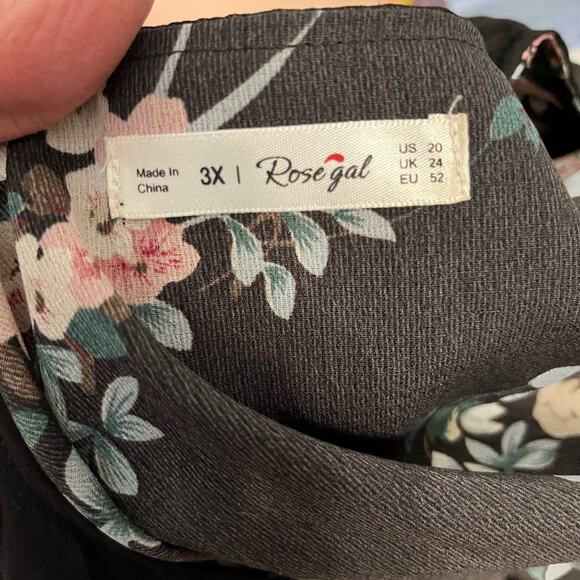 Made In
China
3X |
Rosegal
US 20
UK 24
EU 52